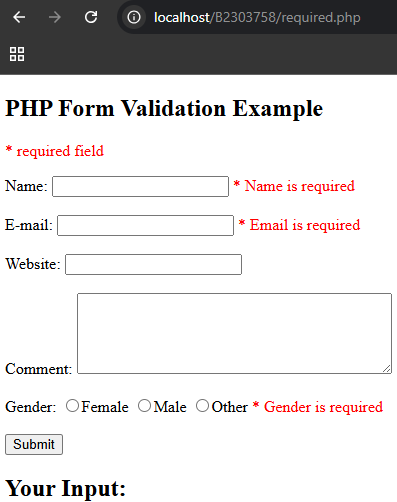 localhost/B2303758/required.php
PHP Form Validation Example
* required field
Name: * Name is required
E-mail: * Email is required
Website:
Comment:
Gender: Female Male Other * Gender is required
Submit
Your Input: